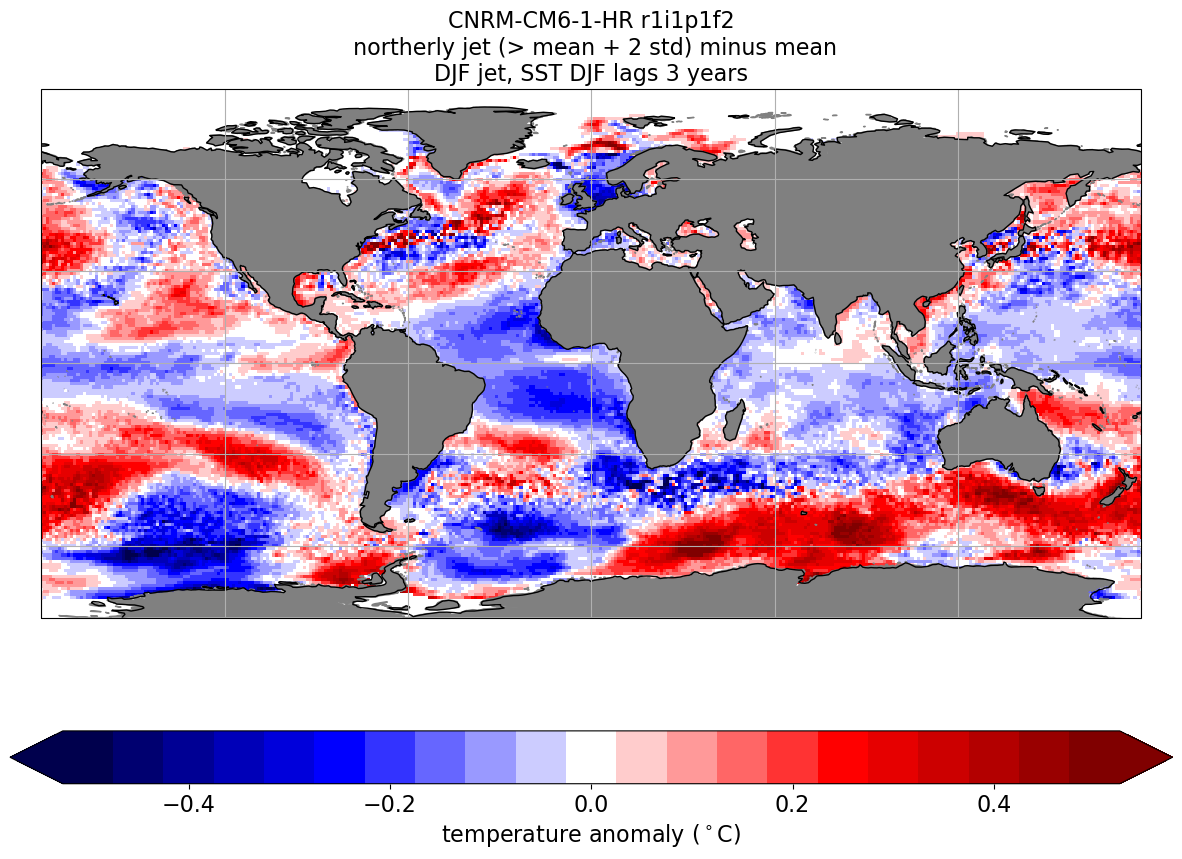 CNRM-CM6-1-HR r1i1p1f2
northerly jet (> mean + 2 std) minus mean
DJF jet, SST DJF lags 3 years
−0.4 −0.2 0.0 0.2 0.4
temperature anomaly (°C)